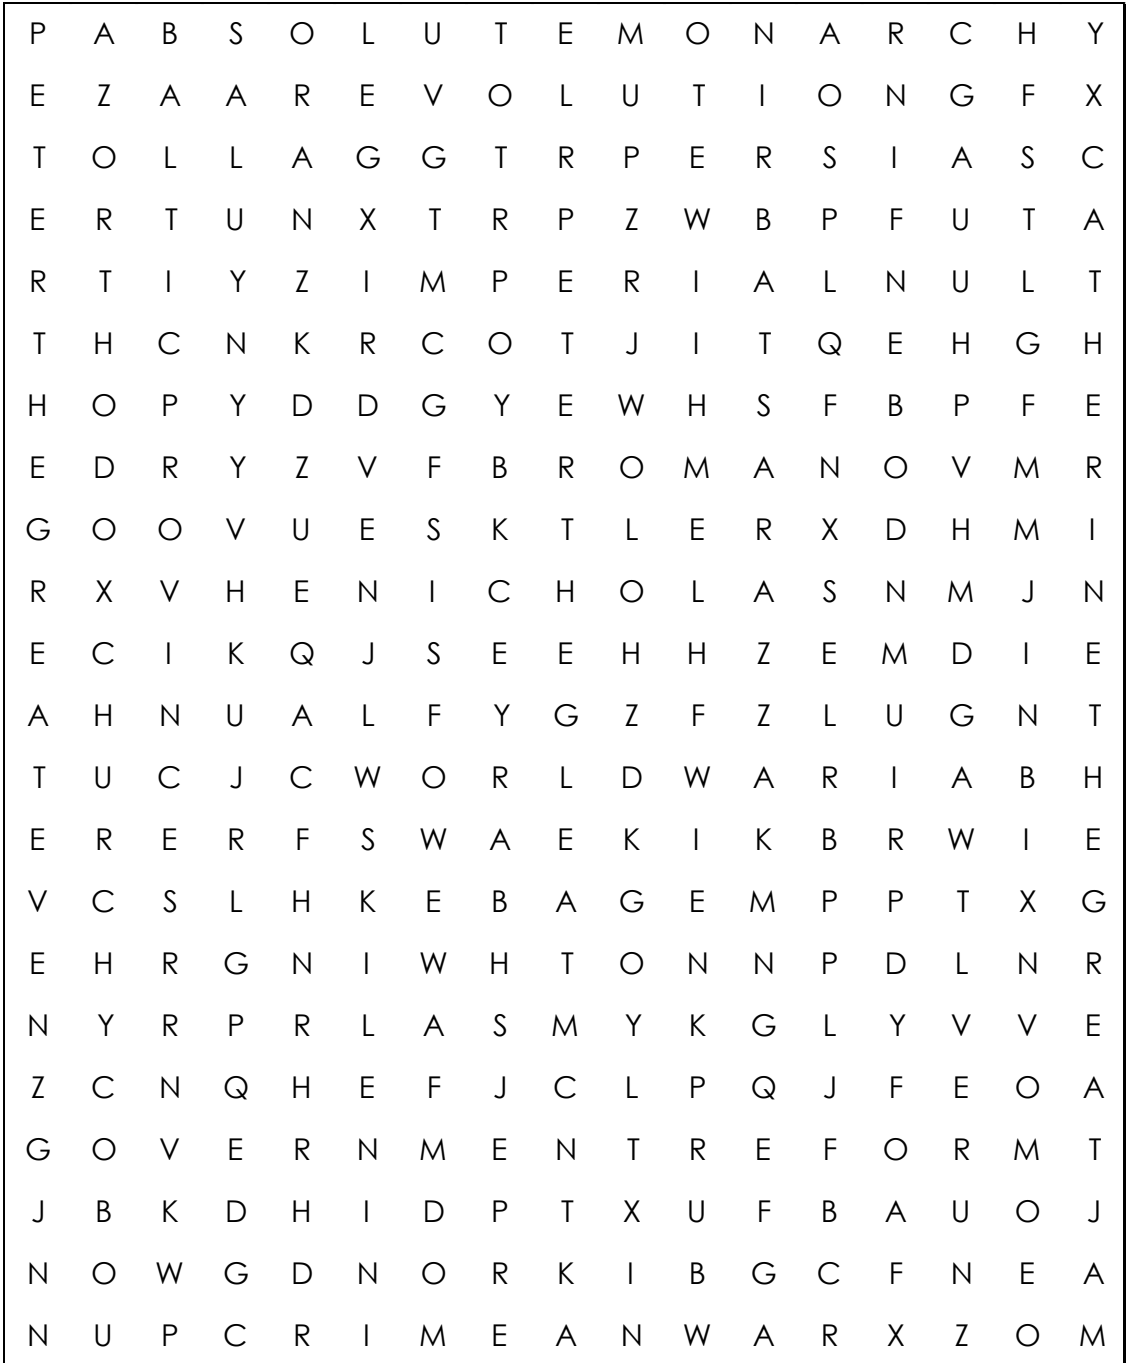 P A B S O L U T E M O N A R C H Y
E Z A A R E V O L U T I O N G F X
T O L L A G G T R P E R S I A S C
E R T U N X T R P Z W B P F U T A
R T I Y Z I M P E R I A L N U L T
T H C N K R C O T J I T Q E H G H
H O P Y D D G Y E W H S F B P F E
E D R Y Z V F B R O M A N O V M R
G O O V U E S K T L E R X D H M I
R X V H E N I C H O L A S N M J N
E C I K Q J S E E H H Z E M D I E
A H N U A L F Y G Z F Z L U G N T
T U C J C W O R L D W A R I A B H
E R E R F S W A E K I K B R W I E
V C S L H K E B A G E M P P T X G
E H R G N I W H T O N N P D L N R
N Y R P R L A S M Y K G L Y V V E
Z C N Q H E F J C L P Q J F E O A
G O V E R N M E N T R E F O R M T
J B K D H I D P T X U F B A U O J
N O W G D N O R K I B G C F N E A
N U P C R I M E A N W A R X Z O M